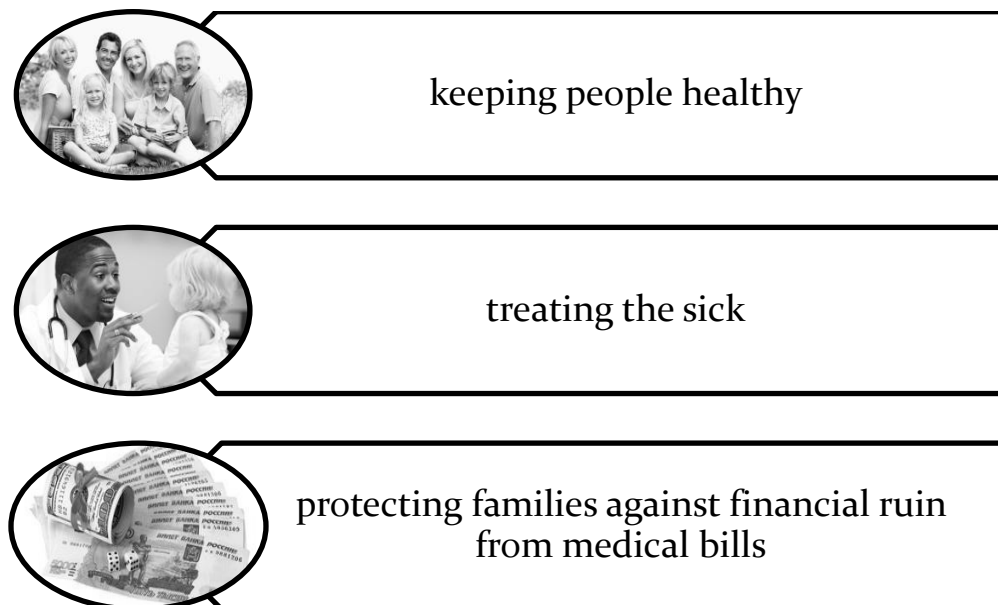 keeping people healthy
treating the sick
protecting families against financial ruin
from medical bills